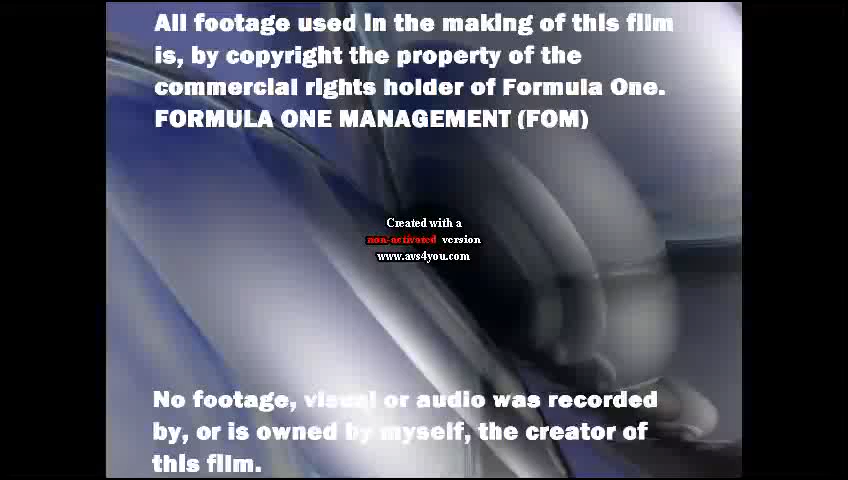 All footage used in the making of this film
is, by copyright the property of the
commercial rights holder of Formula One.
FORMULA ONE MANAGEMENT (FOM)
Created with a
non-activated version
www.avs4you.com
No footage, visual or audio was recorded
by, or is owned by myself, the creator of
this film.